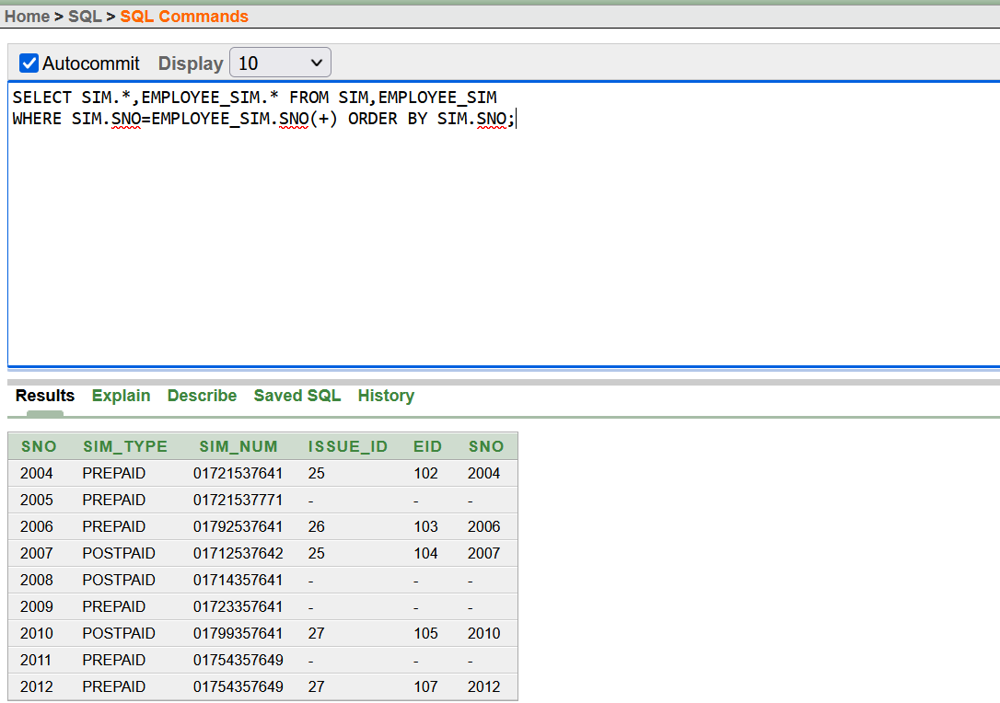 Home > SQL > SQL Commands
Autocommit Display 10
SELECT SIM.*,EMPLOYEE_SIM.* FROM SIM,EMPLOYEE_SIM
WHERE SIM.SNO=EMPLOYEE_SIM.SNO(+) ORDER BY SIM.SNO;
Results Explain Describe Saved SQL History
SNO SIM_TYPE SIM_NUM ISSUE_ID EID SNO
2004 PREPAID 01721537641 25 102 2004
2005 PREPAID 01721537771 - - -
2006 PREPAID 01792537641 26 103 2006
2007 POSTPAID 01712537642 25 104 2007
2008 POSTPAID 01714357641 - - -
2009 PREPAID 01723357641 - - -
2010 POSTPAID 01799357641 27 105 2010
2011 PREPAID 01754357649 - - -
2012 PREPAID 01754357649 27 107 2012